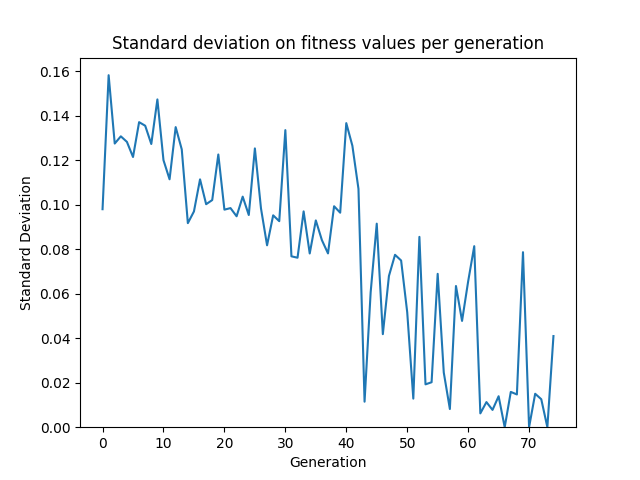 Standard deviation on fitness values per generation
0.16
0.14
0.12
0.10
0.08
0.06
0.04
0.02
0.00
Standard Deviation
0 10 20 30 40 50 60 70
Generation